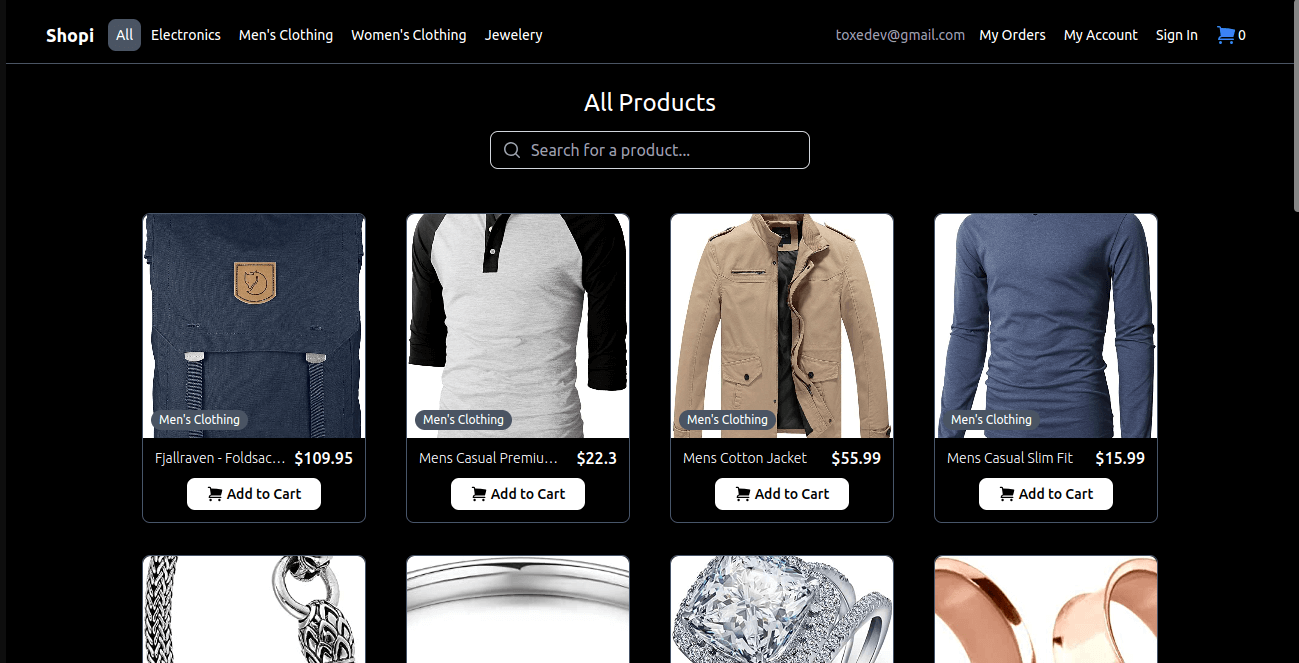 Shopi All Electronics Men's Clothing Women's Clothing Jewelery toxedev@gmail.com My Orders My Account Sign In 0
All Products
Search for a product...
Men's Clothing Men's Clothing Men's Clothing Men's Clothing
Fjallraven - Foldsac... $109.95 Mens Casual Premiu... $22.3 Mens Cotton Jacket $55.99 Mens Casual Slim Fit $15.99
Add to Cart Add to Cart Add to Cart Add to Cart